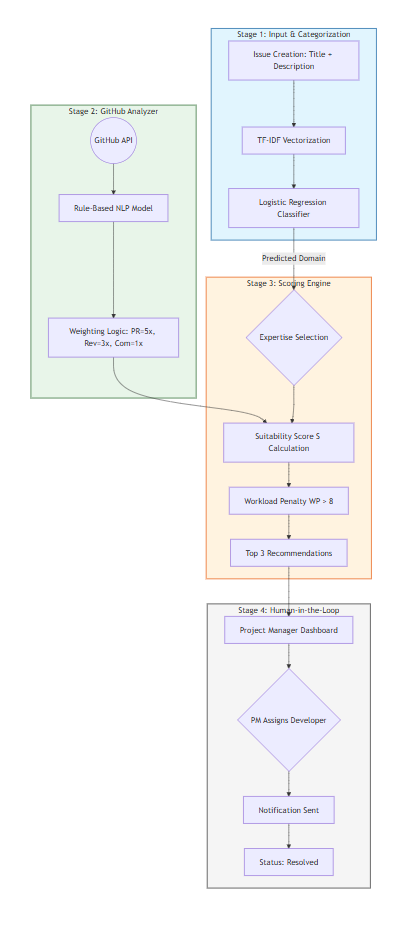 Stage 1: Input & Categorization
Issue Creation: Title +
Description
TF-IDF Vectorization
Logistic Regression
Classifier
Predicted Domain
Stage 2: GitHub Analyzer
GitHub API
Rule-Based NLP Model
Weighting Logic: PR=5x,
Rev=3x, Com=1x
Stage 3: Scoring Engine
Expertise Selection
Suitability Score S
Calculation
Workload Penalty WP > 8
Top 3 Recommendations
Stage 4: Human-in-the-Loop
Project Manager Dashboard
PM Assigns Developer
Notification Sent
Status: Resolved